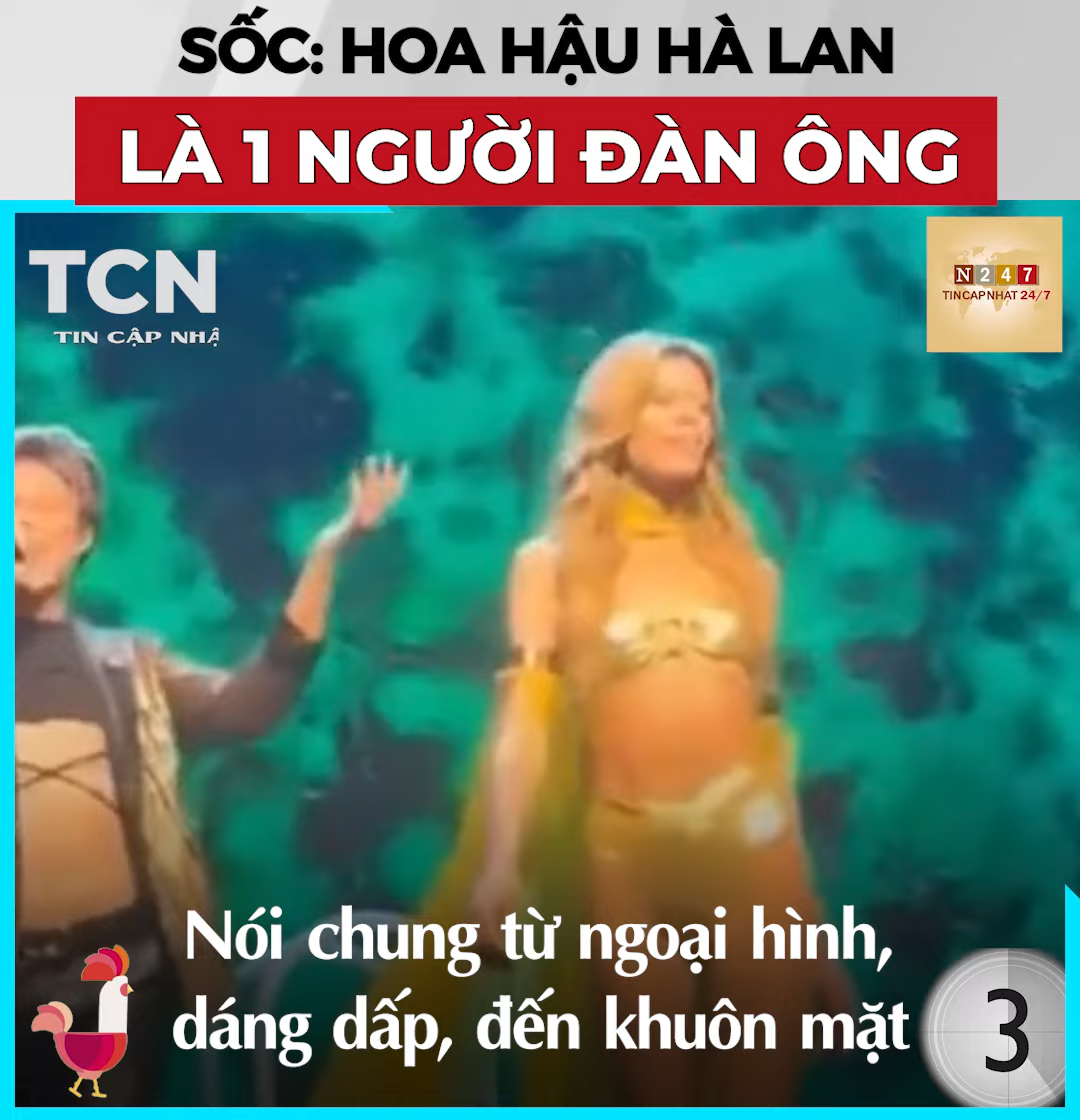 SỐC: HOA HẬU HÀ LAN
LÀ 1 NGƯỜI ĐÀN ÔNG
TCN
TIN CẬP NHẬ
N247
TINCAPNHAT 24/7
Nói chung từ ngoại hình,
dáng dấp, đến khuôn mặt
3